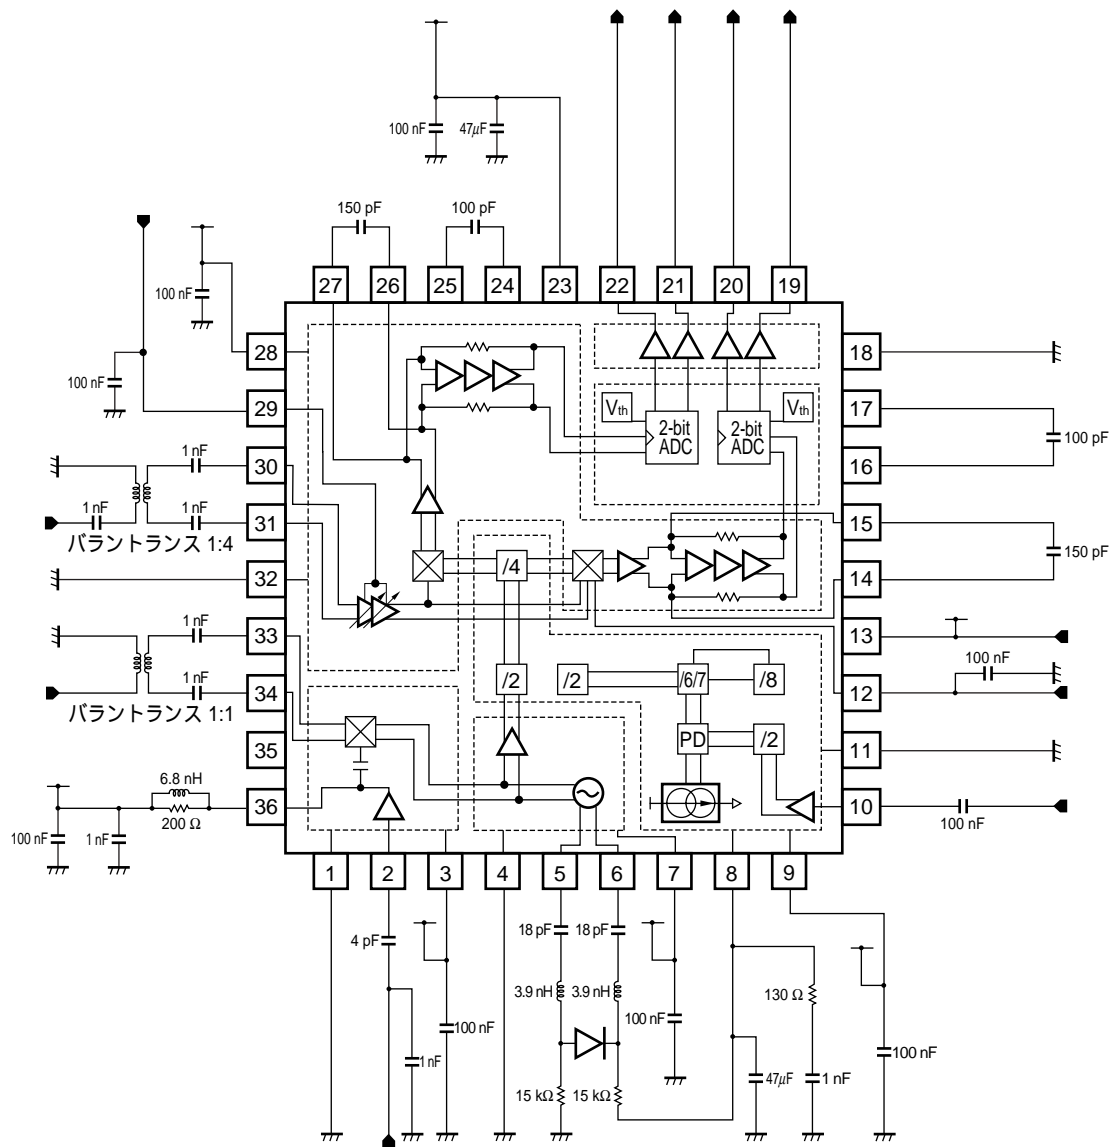 100 nF
47μF
150 pF
100 pF
100 nF
27
26
25
24
23
22
21
20
19
28
18
100 nF
29
17
Vth
Vth
2-bit
ADC
2-bit
ADC
100 pF
1 nF
30
16
1 nF
1 nF
31
15
バラントランス 1:4
150 pF
32
/4
14
1 nF
33
13
100 nF
1 nF
34
/2
/2
/6/7
/8
12
バラントランス 1:1
35
PD
/2
11
6.8 nH
36
10
200 Ω
100 nF
100 nF
1 nF
1
2
3
4
5
6
7
8
9
4 pF
18 pF
18 pF
3.9 nH
3.9 nH
130 Ω
100 nF
100 nF
100 nF
1 nF
15 kΩ
15 kΩ
47μF
1 nF